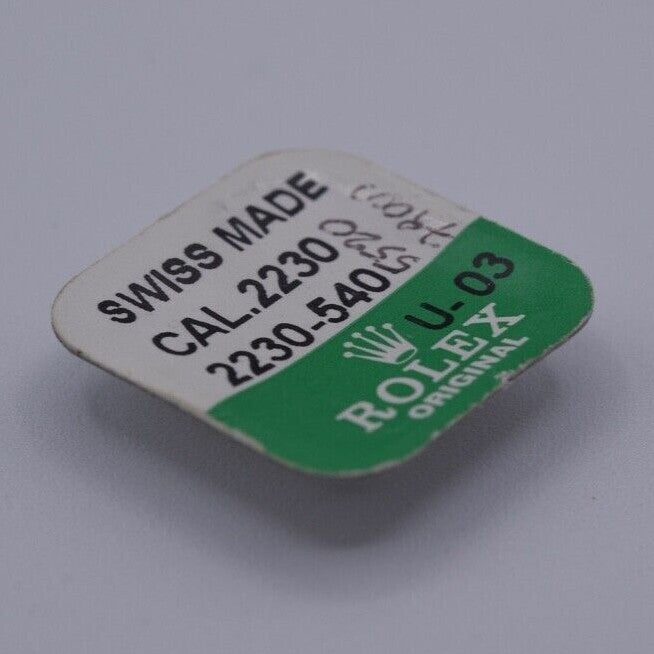 SWISS MADE
CAL.2230
2230-540
U-03
ROLEX
ORIGINAL